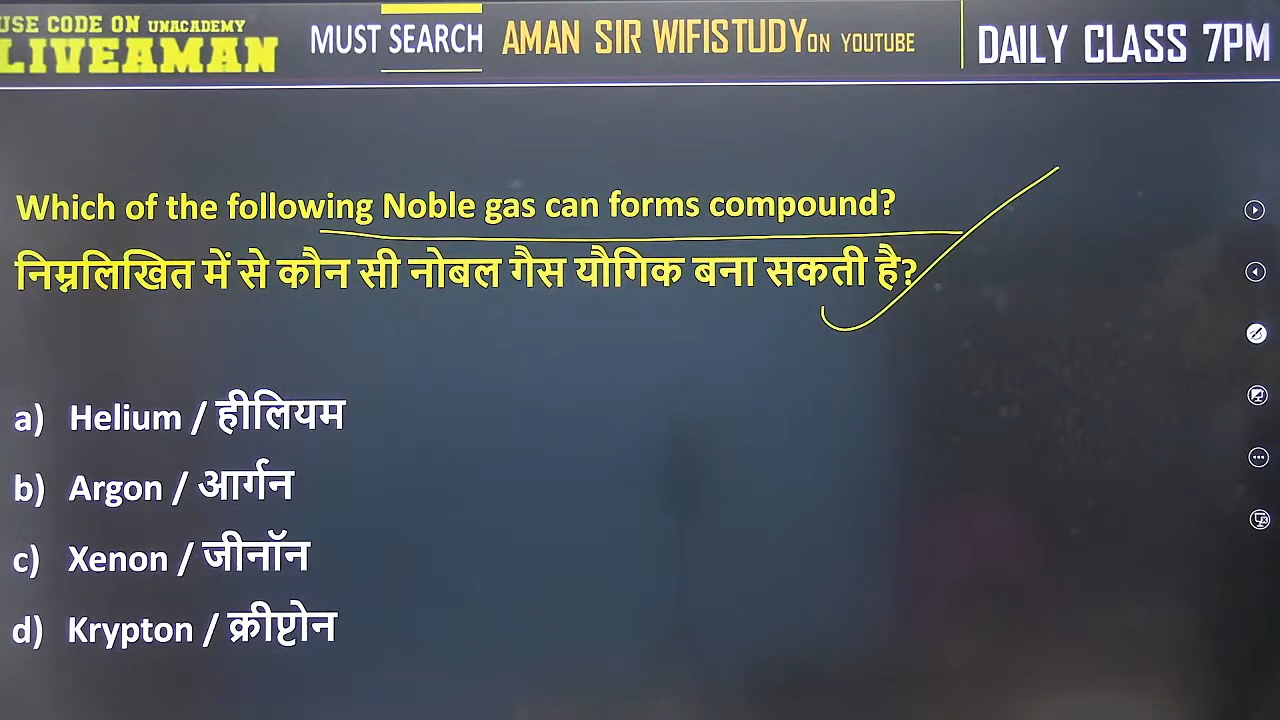 USE CODE ON UNACADEMY
LIVEAMAN
MUST SEARCH AMAN SIR WIFISTUDY ON YOUTUBE
DAILY CLASS 7PM
Which of the following Noble gas can forms compound?
निम्नलिखित में से कौन सी नोबल गैस यौगिक बना सकती है?
a) Helium / हीलियम
b) Argon / आर्गन
c) Xenon / जीनॉन
d) Krypton / क्रीप्टोन